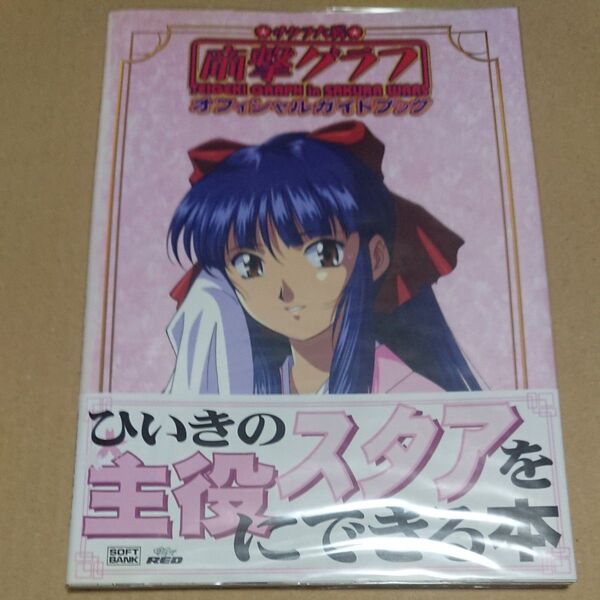 サクラ大戦
帝撃グラフ
TEIGEKI GRAPH in SAKURA WARS
オフィシャルガイドブック
ひいきの
スタアを
主役にできる本
SOFT
BANK
RED